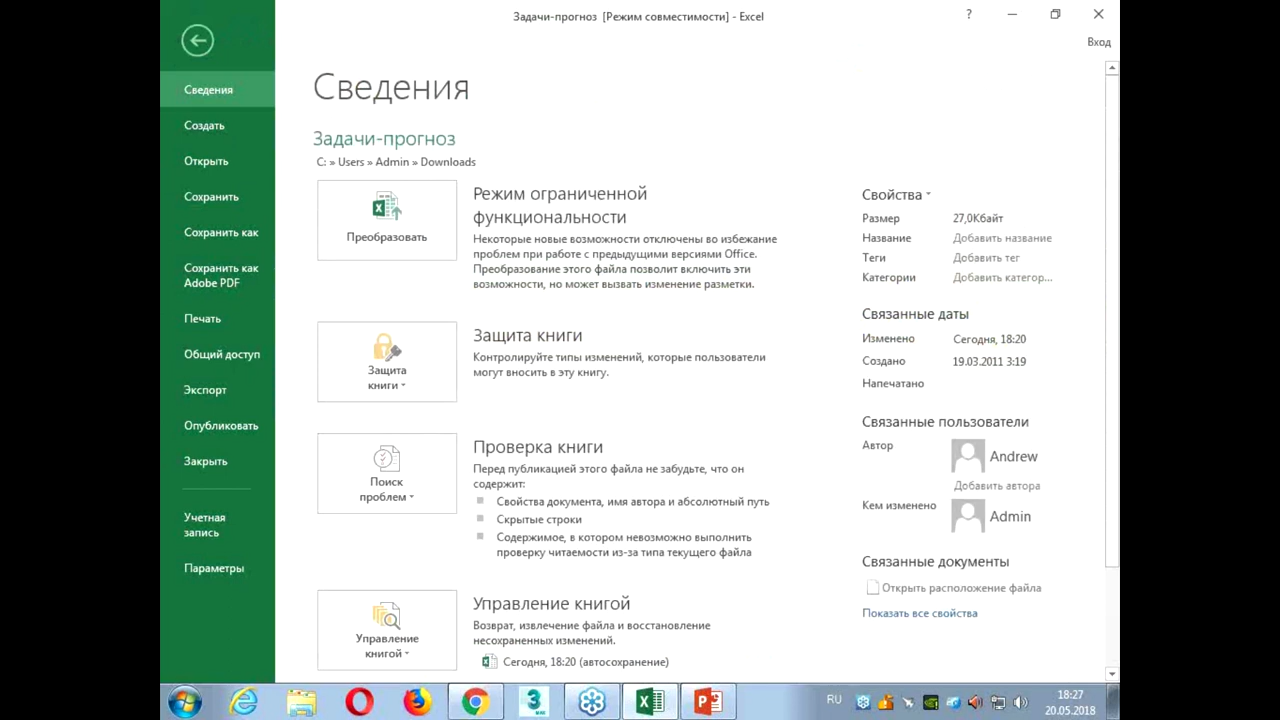 Задачи-прогноз [Режим совместимости] - Excel
?
Вход
Сведения
Создать
Открыть
Сохранить
Сохранить как
Сохранить как
Adobe PDF
Печать
Общий доступ
Экспорт
Опубликовать
Закрыть
Учетная
запись
Параметры
Сведения
Задачи-прогноз
C: » Users » Admin » Downloads
Преобразовать
Режим ограниченной
функциональности
Некоторые новые возможности отключены во избежание
проблем при работе с предыдущими версиями Office.
Преобразование этого файла позволит включить эти
возможности, но может вызвать изменение разметки.
Защита
книги
Защита книги
Контролируйте типы изменений, которые пользователи
могут вносить в эту книгу.
Поиск
проблем
Проверка книги
Перед публикацией этого файла не забудьте, что он
содержит:
Свойства документа, имя автора и абсолютный путь
Скрытые строки
Содержимое, в котором невозможно выполнить
проверку читаемости из-за типа текущего файла
Управление
книгой
Управление книгой
Возврат, извлечение файла и восстановление
несохраненных изменений.
Сегодня, 18:20 (автосохранение)
Свойства
Размер 27,0Кбайт
Название Добавить название
Теги Добавить тег
Категории Добавить категор...
Связанные даты
Изменено Сегодня, 18:20
Создано 19.03.2011 3:19
Напечатано
Связанные пользователи
Автор Andrew
Добавить автора
Кем изменено Admin
Связанные документы
Открыть расположение файла
Показать все свойства
RU
18:27
20.05.2018